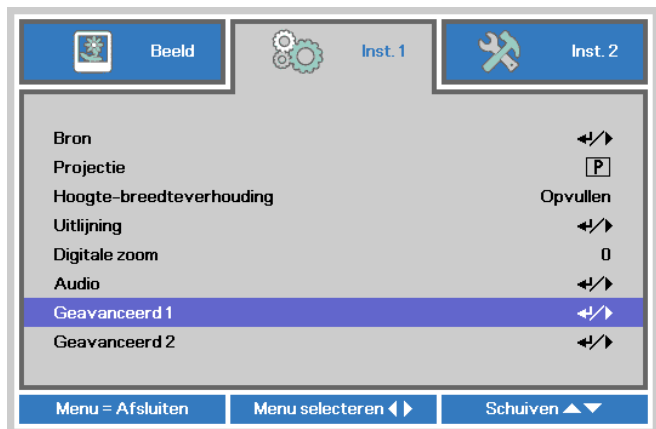 Beeld Inst. 1 Inst. 2
Bron
Projectie P
Hoogte-breedteverhouding Opvullen
Uitlijning
Digitale zoom 0
Audio
Geavanceerd 1
Geavanceerd 2
Menu = Afsluiten Menu selecteren Schuiven